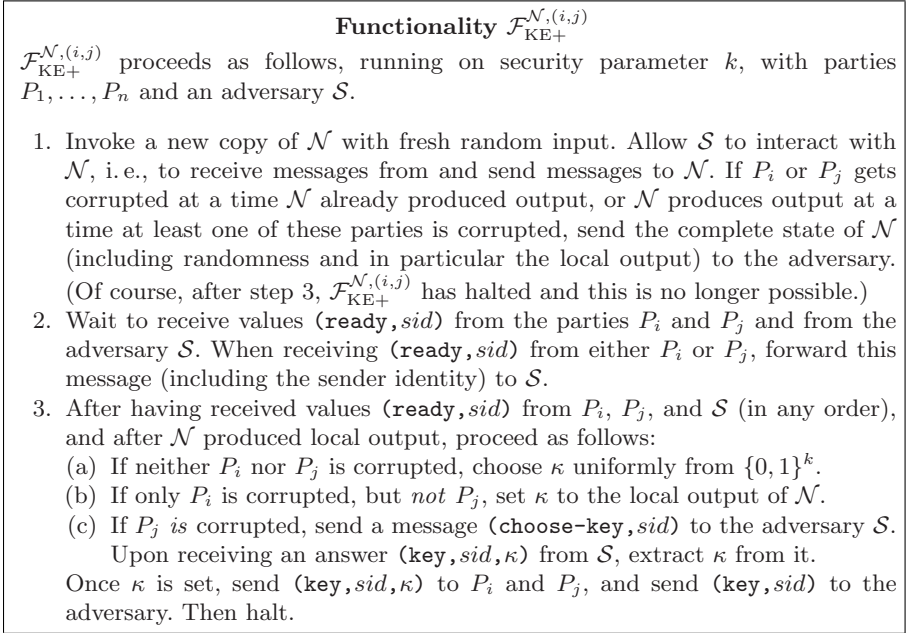 Functionality $\mathcal{F}_{\mathrm{KE+}}^{\mathcal{N},(i,j)}$
$\mathcal{F}_{\mathrm{KE+}}^{\mathcal{N},(i,j)}$ proceeds as follows, running on security parameter $k$, with parties
$P_1, \ldots, P_n$ and an adversary $\mathcal{S}$.
1. Invoke a new copy of $\mathcal{N}$ with fresh random input. Allow $\mathcal{S}$ to interact with
$\mathcal{N}$, i. e., to receive messages from and send messages to $\mathcal{N}$. If $P_i$ or $P_j$ gets
corrupted at a time $\mathcal{N}$ already produced output, or $\mathcal{N}$ produces output at a
time at least one of these parties is corrupted, send the complete state of $\mathcal{N}$
(including randomness and in particular the local output) to the adversary.
(Of course, after step 3, $\mathcal{F}_{\mathrm{KE+}}^{\mathcal{N},(i,j)}$ has halted and this is no longer possible.)
2. Wait to receive values (ready,sid) from the parties $P_i$ and $P_j$ and from the
adversary $\mathcal{S}$. When receiving (ready,sid) from either $P_i$ or $P_j$, forward this
message (including the sender identity) to $\mathcal{S}$.
3. After having received values (ready,sid) from $P_i$, $P_j$, and $\mathcal{S}$ (in any order),
and after $\mathcal{N}$ produced local output, proceed as follows:
(a) If neither $P_i$ nor $P_j$ is corrupted, choose $\kappa$ uniformly from $\{0,1\}^k$.
(b) If only $P_i$ is corrupted, but not $P_j$, set $\kappa$ to the local output of $\mathcal{N}$.
(c) If $P_j$ is corrupted, send a message (choose-key,sid) to the adversary $\mathcal{S}$.
Upon receiving an answer (key,sid,$\kappa$) from $\mathcal{S}$, extract $\kappa$ from it.
Once $\kappa$ is set, send (key,sid,$\kappa$) to $P_i$ and $P_j$, and send (key,sid) to the
adversary. Then halt.